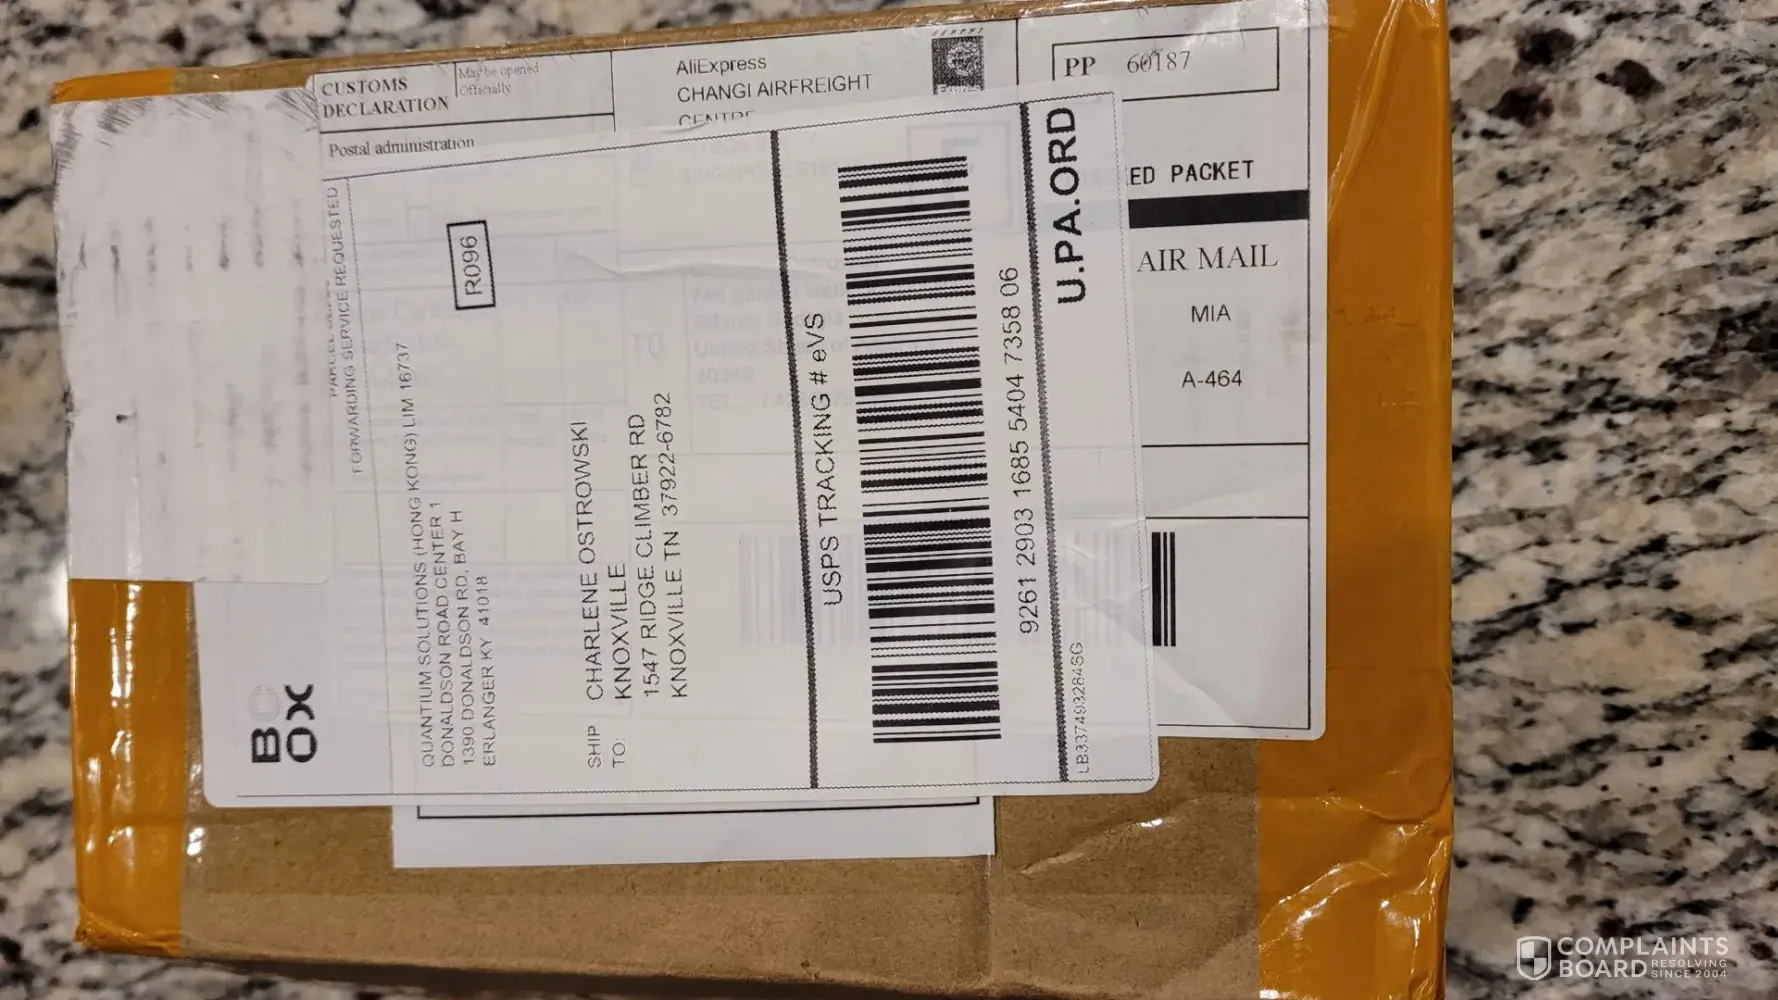 CUSTOMS
DECLARATION
May be opened
Officially
Postal administration
AliExpress
CHANGI AIRFREIGHT
CENTRE
PP 60187
ED PACKET
AIR MAIL
MIA
A-464
BOX
FORWARDING SERVICE REQUESTED
R096
QUANTIUM SOLUTIONS (HONG KONG) LIM 16737
DONALDSON ROAD CENTER 1
1390 DONALDSON RD, BAY H
ERLANGER KY 41018
SHIP TO:
CHARLENE OSTROWSKI
KNOXVILLE
1547 RIDGE CLIMBER RD
KNOXVILLE TN 37922-6782
USPS TRACKING # eVS
9261 2903 1685 5404 7358 06
U.PA.ORD
COMPLAINTS
BOARD RESOLVING
SINCE 2004